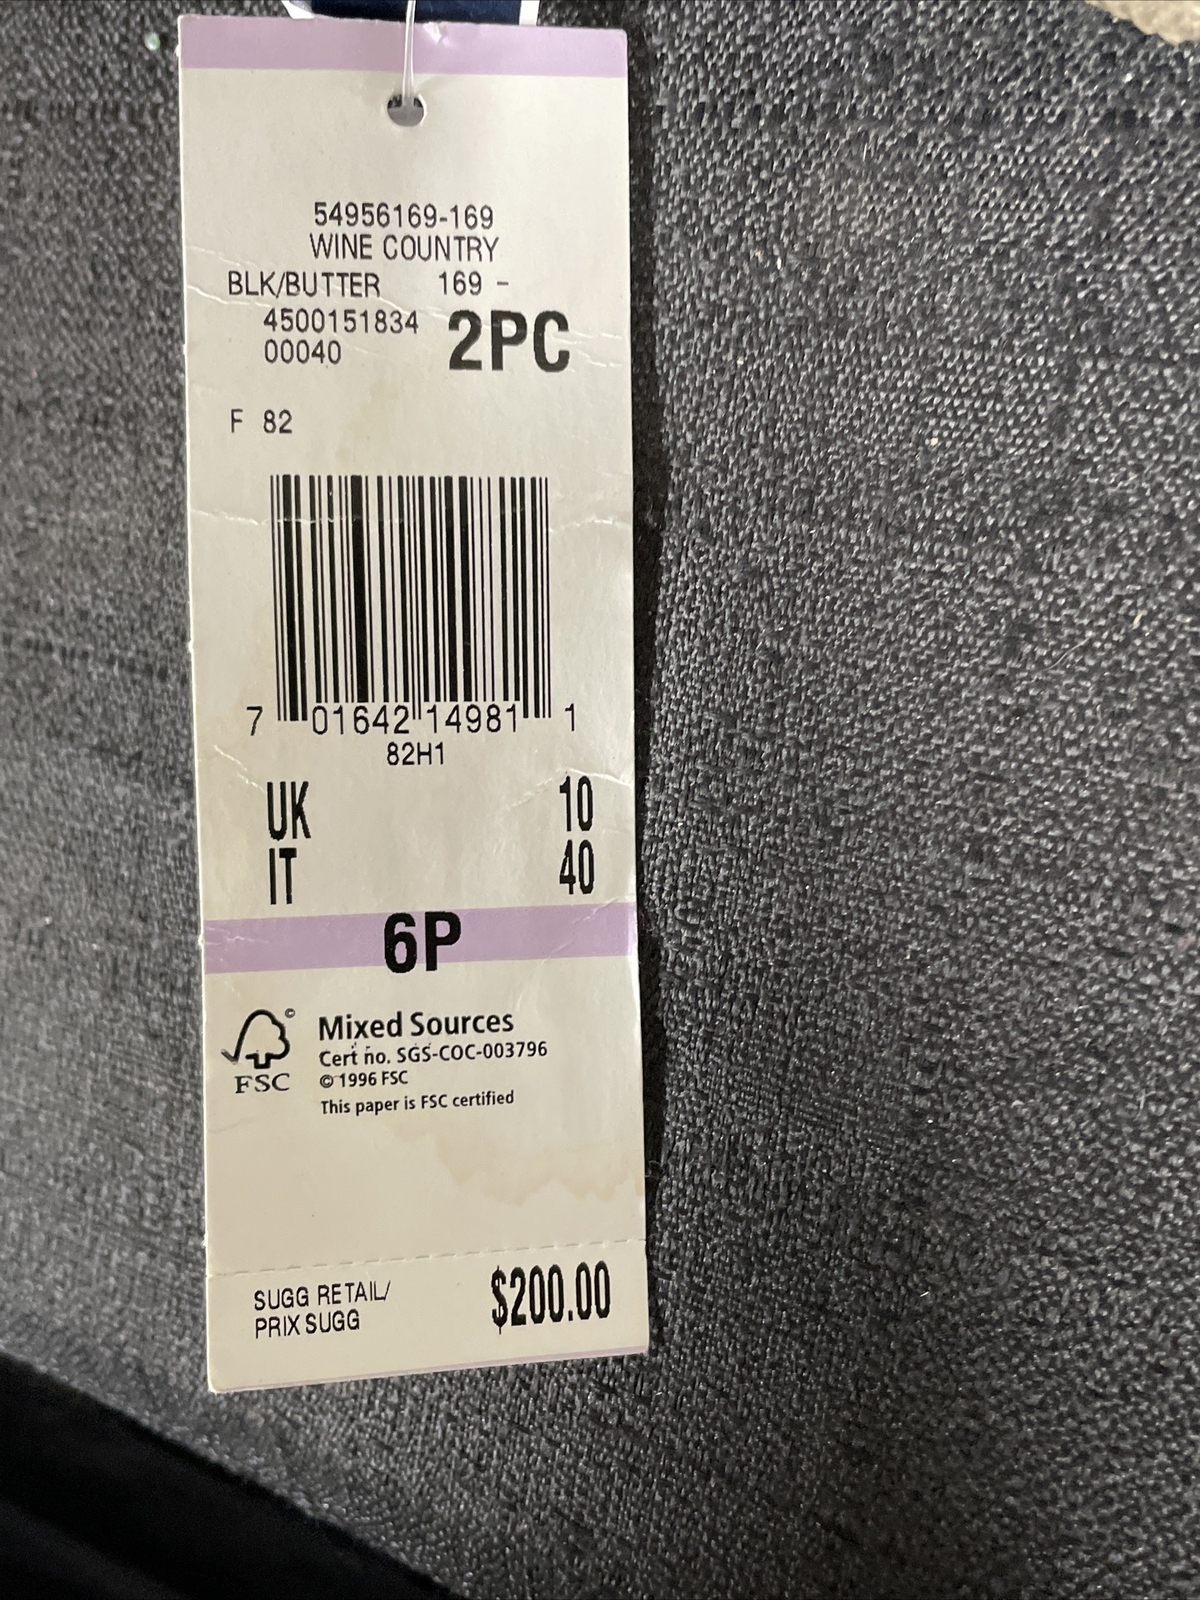 54956169-169
WINE COUNTRY
BLK/BUTTER 169 -
4500151834 2PC
00040
F 82
7 01642 14981 1
82H1
UK 10
IT 40
6P
© Mixed Sources
Cert no. SGS-COC-003796
FSC © 1996 FSC
This paper is FSC certified
SUGG RETAIL/ $200.00
PRIX SUGG